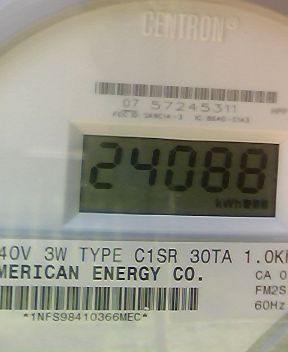 CENTRON®
07 57245311
24088
kWh
40V 3W TYPE C1SR 30TA 1.0K
MERICAN ENERGY CO.
CA 0
FM2S
60Hz
*1NFS98410366MEC*